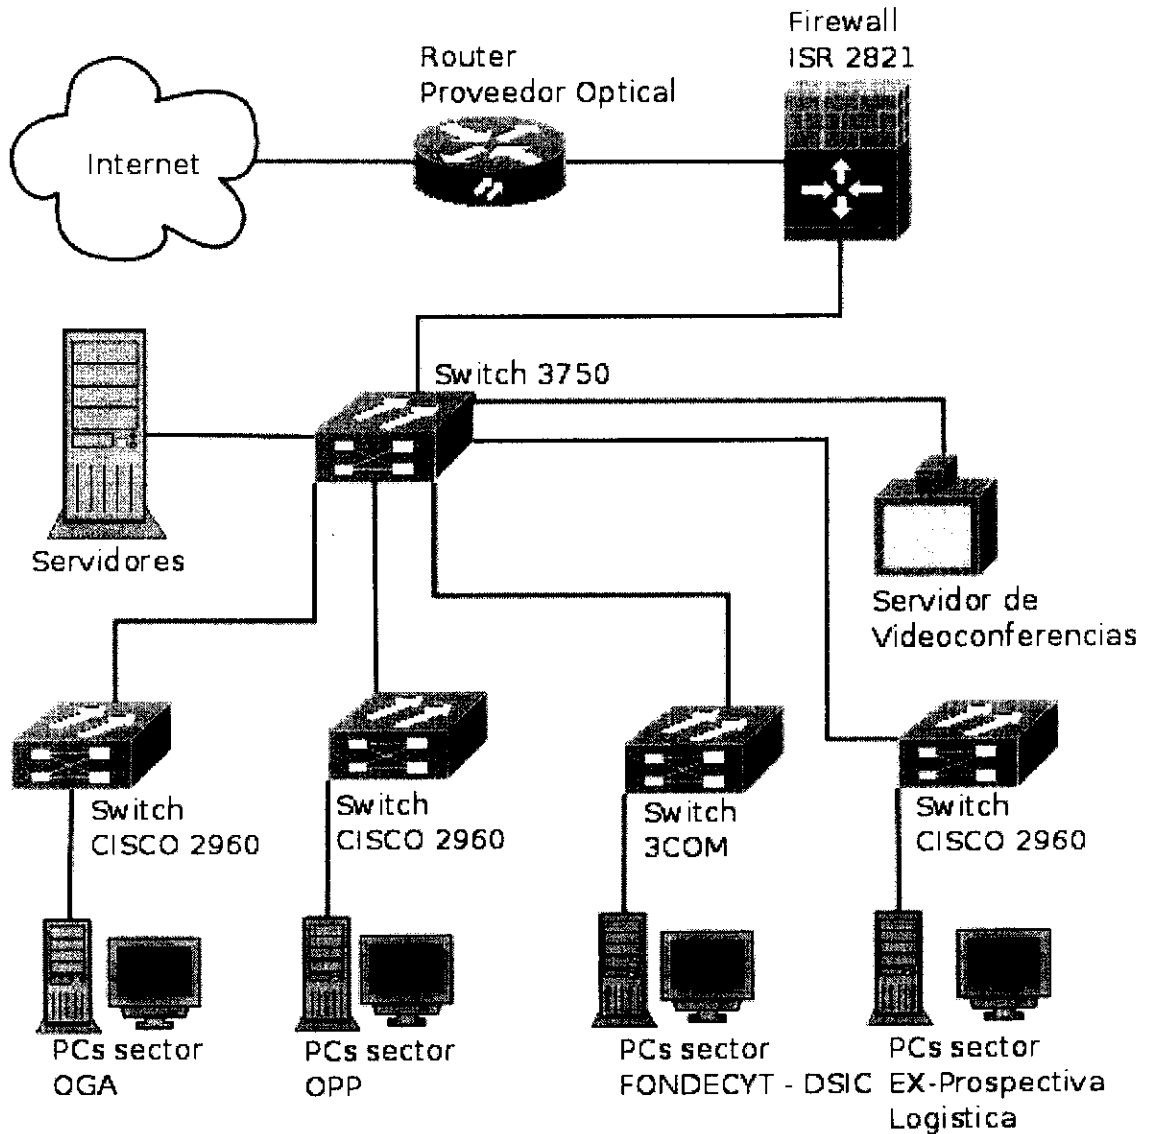 Firewall
ISR 2821
Router
Proveedor Optical
Internet
Switch 3750
Servidores
Servidor de
Videoconferencias
Switch
CISCO 2960
Switch
CISCO 2960
Switch
3COM
Switch
CISCO 2960
PCs sector
OGA
PCs sector
OPP
PCs sector
FONDECYT - DSIC
PCs sector
EX-Prospectiva
Logistica